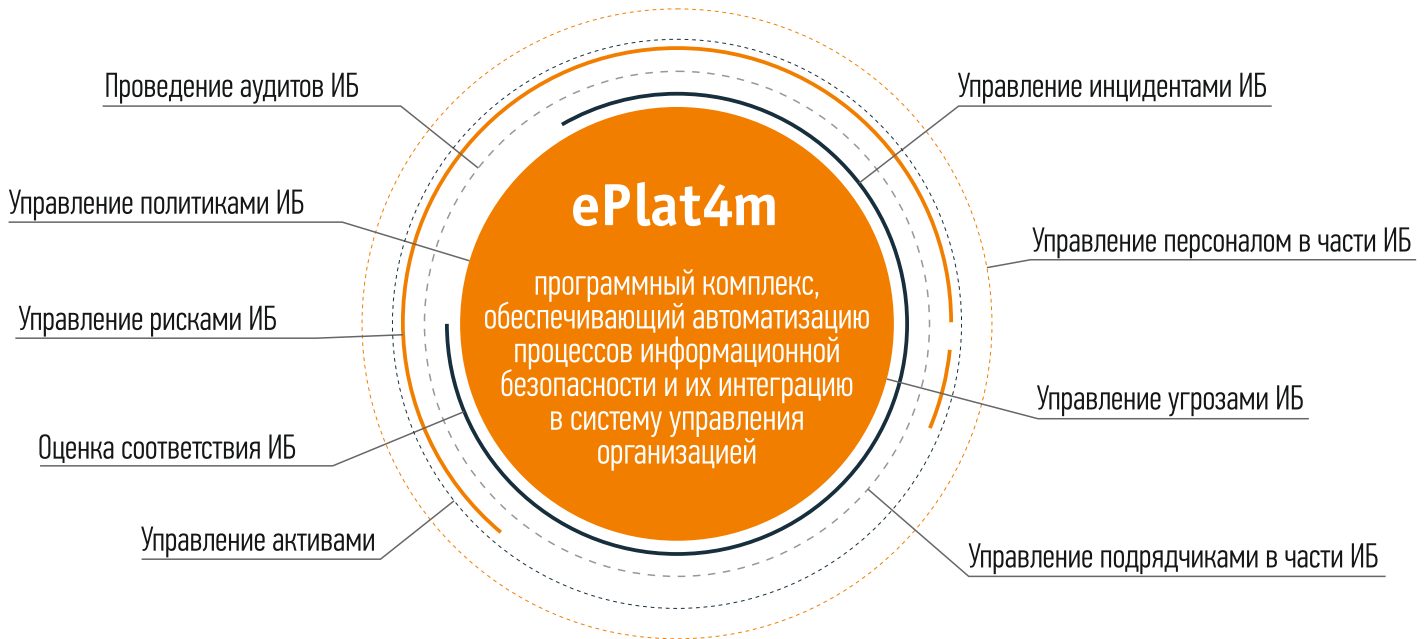 Проведение аудитов ИБ
Управление политиками ИБ
Управление рисками ИБ
Оценка соответствия ИБ
Управление активами
ePlat4m
программный комплекс,
обеспечивающий автоматизацию
процессов информационной
безопасности и их интеграцию
в систему управления
организацией
Управление инцидентами ИБ
Управление персоналом в части ИБ
Управление угрозами ИБ
Управление подрядчиками в части ИБ